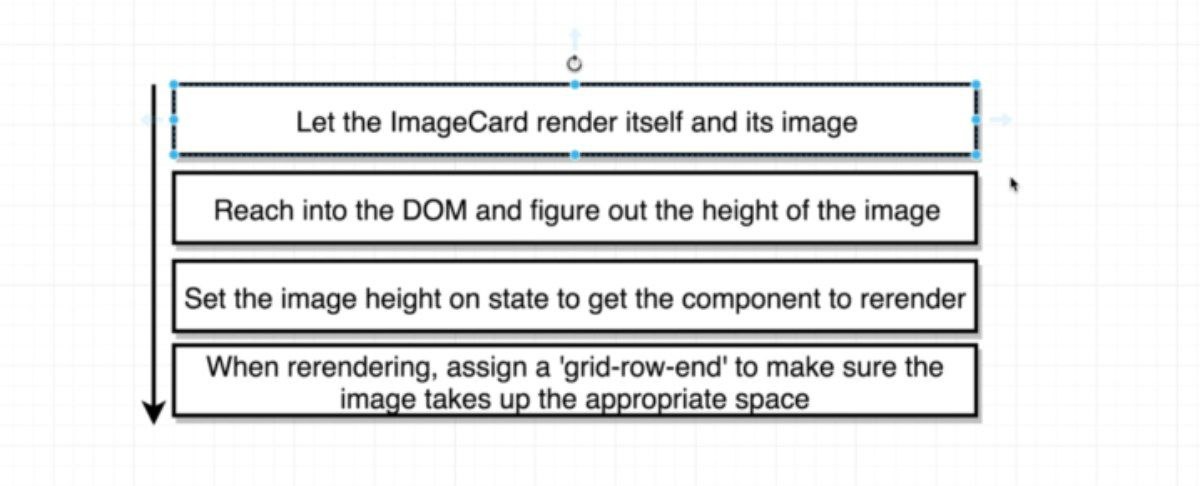 Let the ImageCard render itself and its image
Reach into the DOM and figure out the height of the image
Set the image height on state to get the component to rerender
When rerendering, assign a 'grid-row-end' to make sure the
image takes up the appropriate space